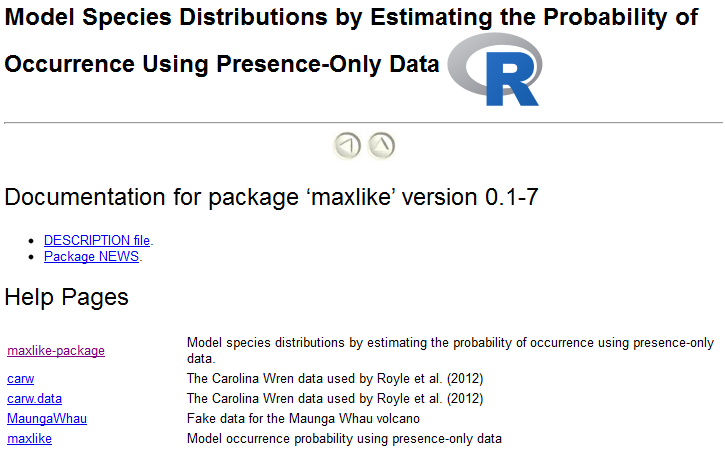 Model Species Distributions by Estimating the Probability of
Occurrence Using Presence-Only Data R
Documentation for package ‘maxlike’ version 0.1-7
DESCRIPTION file.
Package NEWS.
Help Pages
maxlike-package Model species distributions by estimating the probability of occurrence using presence-only
data.
carw The Carolina Wren data used by Royle et al. (2012)
carw.data The Carolina Wren data used by Royle et al. (2012)
MaungaWhau Fake data for the Maunga Whau volcano
maxlike Model occurrence probability using presence-only data